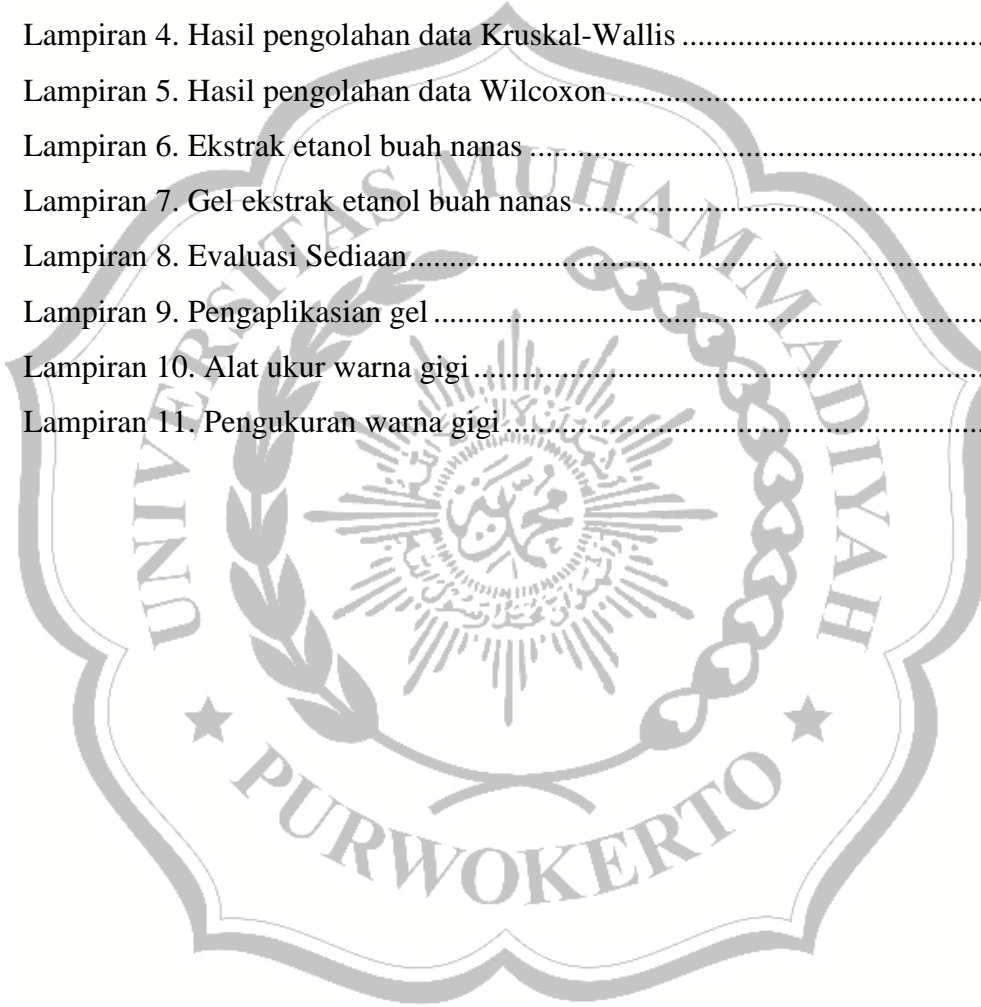 Lampiran 4. Hasil pengolahan data Kruskal-Wallis ....................................
Lampiran 5. Hasil pengolahan data Wilcoxon.............................................
Lampiran 6. Ekstrak etanol buah nanas .......................................................
Lampiran 7. Gel ekstrak etanol buah nanas .................................................
Lampiran 8. Evaluasi Sediaan......................................................................
Lampiran 9. Pengaplikasian gel ...................................................................
Lampiran 10. Alat ukur warna gigi ..............................................................
Lampiran 11. Pengukuran warna gigi ..........................................................
UNIVERSITAS MUHAMMADIYAH
PURWOKERTO